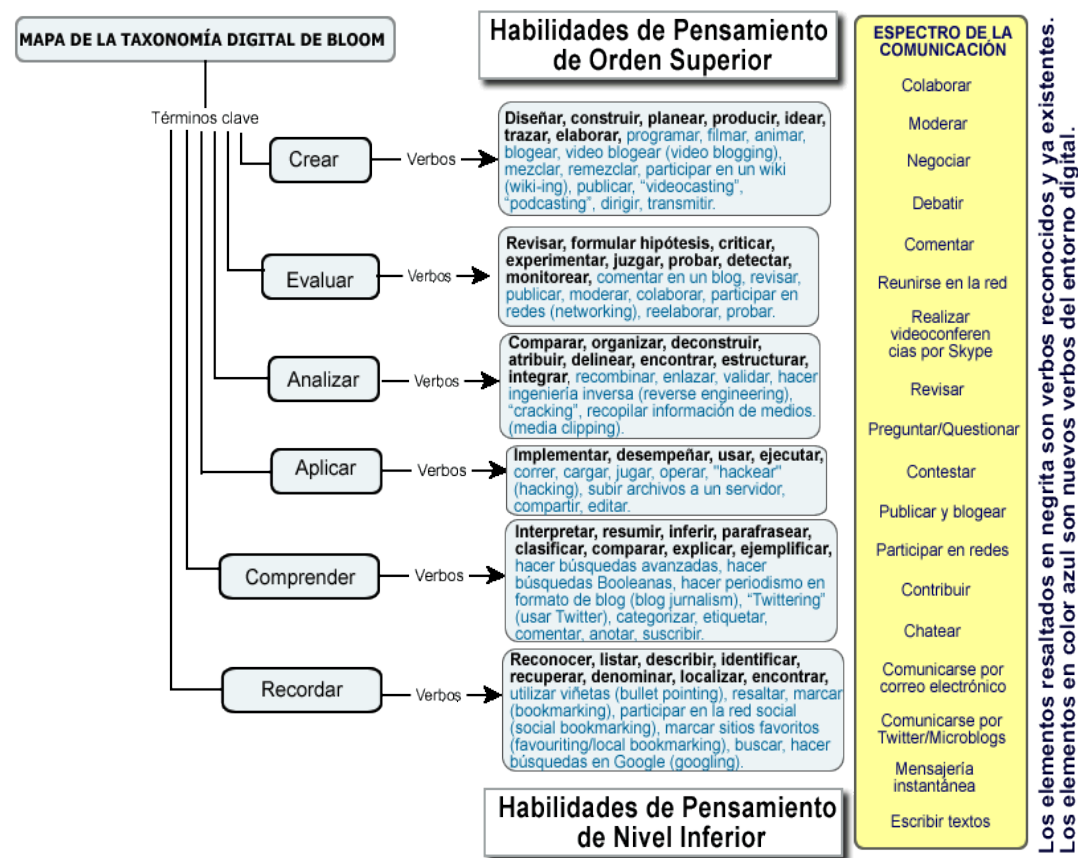 MAPA DE LA TAXONOMÍA DIGITAL DE BLOOM
Términos clave
Habilidades de Pensamiento
de Orden Superior
Crear
Verbos
Diseñar, construir, planear, producir, idear,
trazar, elaborar, programar, filmar, animar,
blogear, video blogear (video blogging),
mezclar, remezclar, participar en un wiki
(wiki-ing), publicar, “videocasting”,
“podcasting”, dirigir, transmitir.
Evaluar
Verbos
Revisar, formular hipótesis, criticar,
experimentar, juzgar, probar, detectar,
monitorear, comentar en un blog, revisar,
publicar, moderar, colaborar, participar en
redes (networking), reelaborar, probar.
Analizar
Verbos
Comparar, organizar, deconstruir,
atribuir, delinear, encontrar, estructurar,
integrar, recombinar, enlazar, validar, hacer
ingeniería inversa (reverse engineering),
“cracking”, recopilar información de medios.
(media clipping).
Aplicar
Verbos
Implementar, desempeñar, usar, ejecutar,
correr, cargar, jugar, operar, "hackear"
(hacking), subir archivos a un servidor,
compartir, editar.
Comprender
Verbos
Interpretar, resumir, inferir, parafrasear,
clasificar, comparar, explicar, ejemplificar,
hacer búsquedas avanzadas, hacer
búsquedas Booleanas, hacer periodismo en
formato de blog (blog jurnalism), “Twittering”
(usar Twitter), categorizar, etiquetar,
comentar, anotar, suscribir.
Recordar
Verbos
Reconocer, listar, describir, identificar,
recuperar, denominar, localizar, encontrar,
utilizar viñetas (bullet pointing), resaltar, marcar
(bookmarking), participar en la red social
(social bookmarking), marcar sitios favoritos
(favouriting/local bookmarking), buscar, hacer
búsquedas en Google (googling).
Habilidades de Pensamiento
de Nivel Inferior
ESPECTRO DE LA
COMUNICACIÓN
Colaborar
Moderar
Negociar
Debatir
Comentar
Reunirse en la red
Realizar
videoconferen
cias por Skype
Revisar
Preguntar/Questionar
Contestar
Publicar y blogear
Participar en redes
Contribuir
Chatear
Comunicarse por
correo electrónico
Comunicarse por
Twitter/Microblogs
Mensajería
instantánea
Escribir textos
Los elementos resaltados en negrita son verbos reconocidos y ya existentes.
Los elementos en color azul son nuevos verbos del entorno digital.